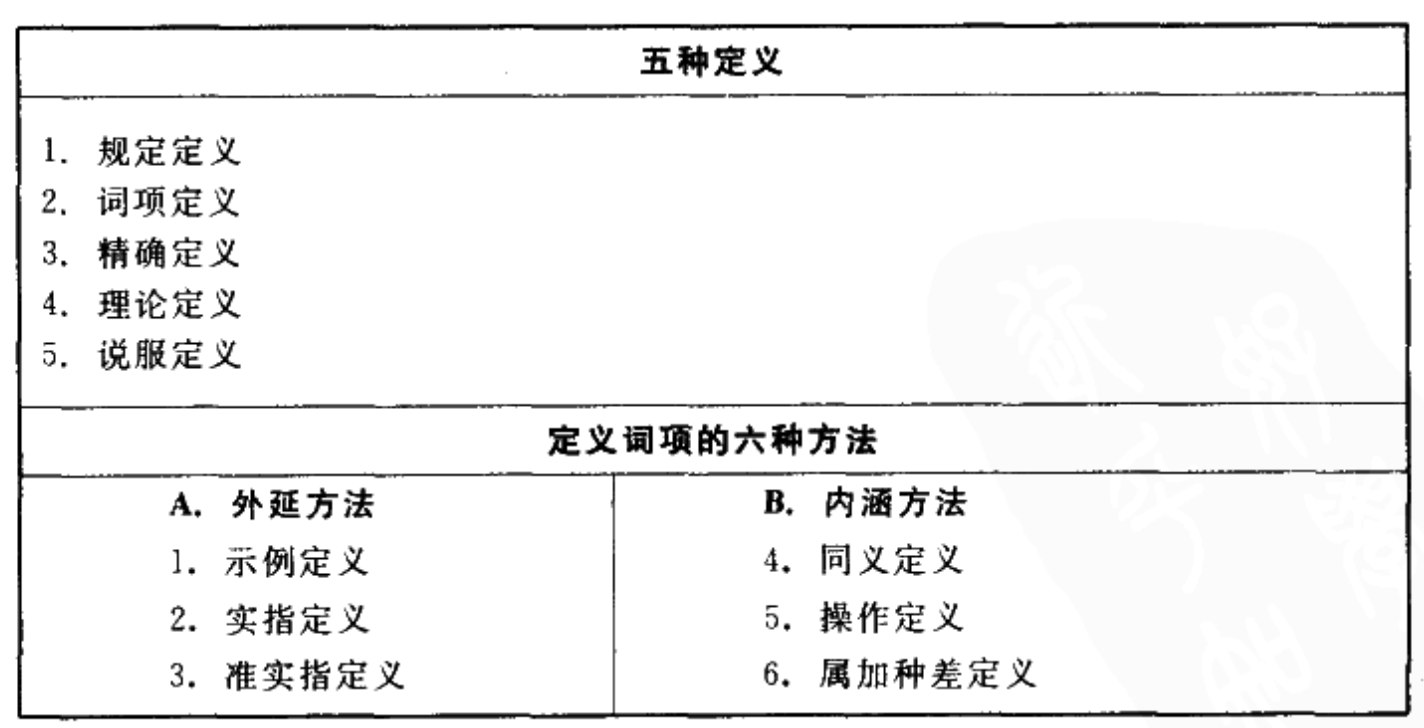 五种定义
1. 规定定义
2. 词项定义
3. 精确定义
4. 理论定义
5. 说服定义
定义词项的六种方法
A. 外延方法
B. 内涵方法
1. 示例定义
4. 同义定义
2. 实指定义
5. 操作定义
3. 准实指定义
6. 属加种差定义